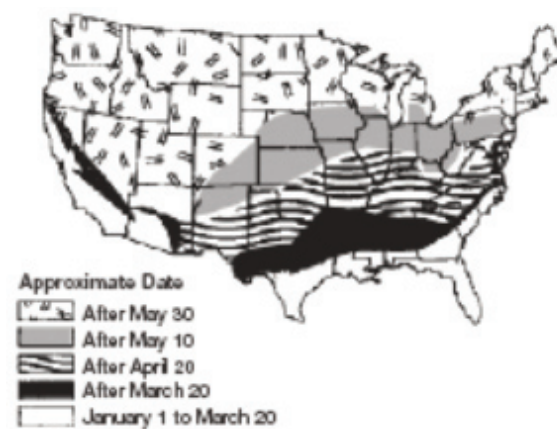 Approximate Date
After May 30
After May 10
After April 20
After March 20
January 1 to March 20